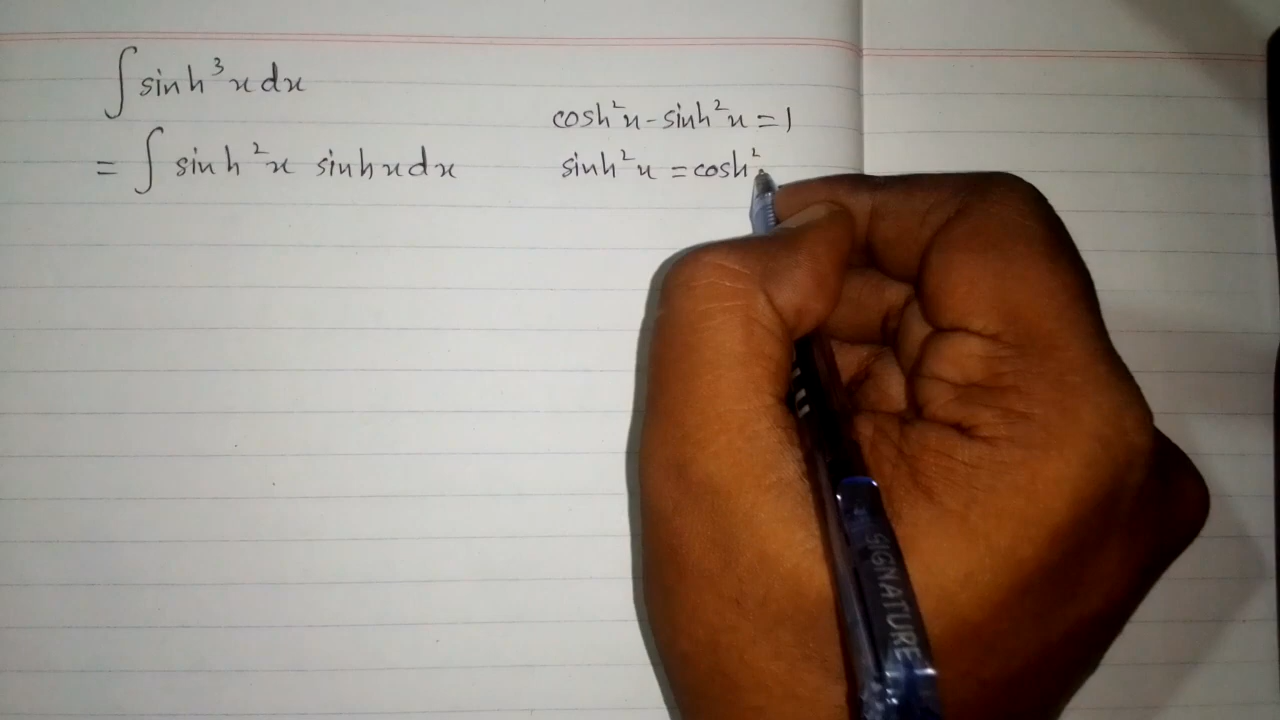 ∫ sinh³x dx
= ∫ sinh²x sinhx dx
cosh²x - sinh²x = 1
sinh²x = cosh²
SIGNATURE